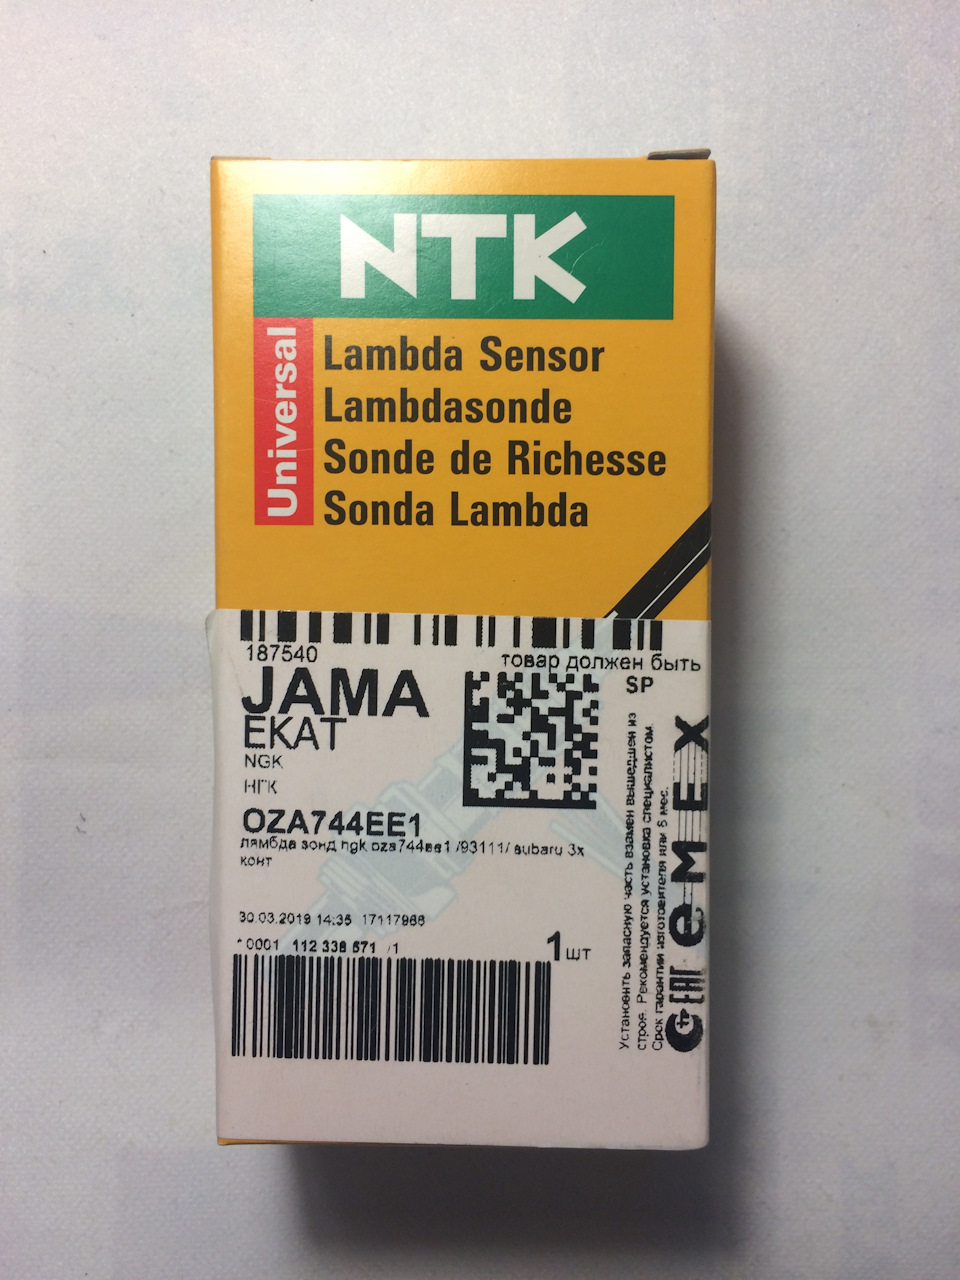 NTK
Universal
Lambda Sensor
Lambdasonde
Sonde de Richesse
Sonda Lambda
187540
товар должен быть
JAMA
SP
EKAT
NGK
НГК
OZA744EE1
лямбда зонд ngk oza744ee1 /93111/ subaru 3x
конт
30.03.2019 14:35 17117966
*0001 112 338 571 /1
1шт
Установить запасную часть взамен вышедшей из
строя. Рекомендуется установка специалистом.
Срок гарантии изготовителя или 6 мес.
EAC
eMEX